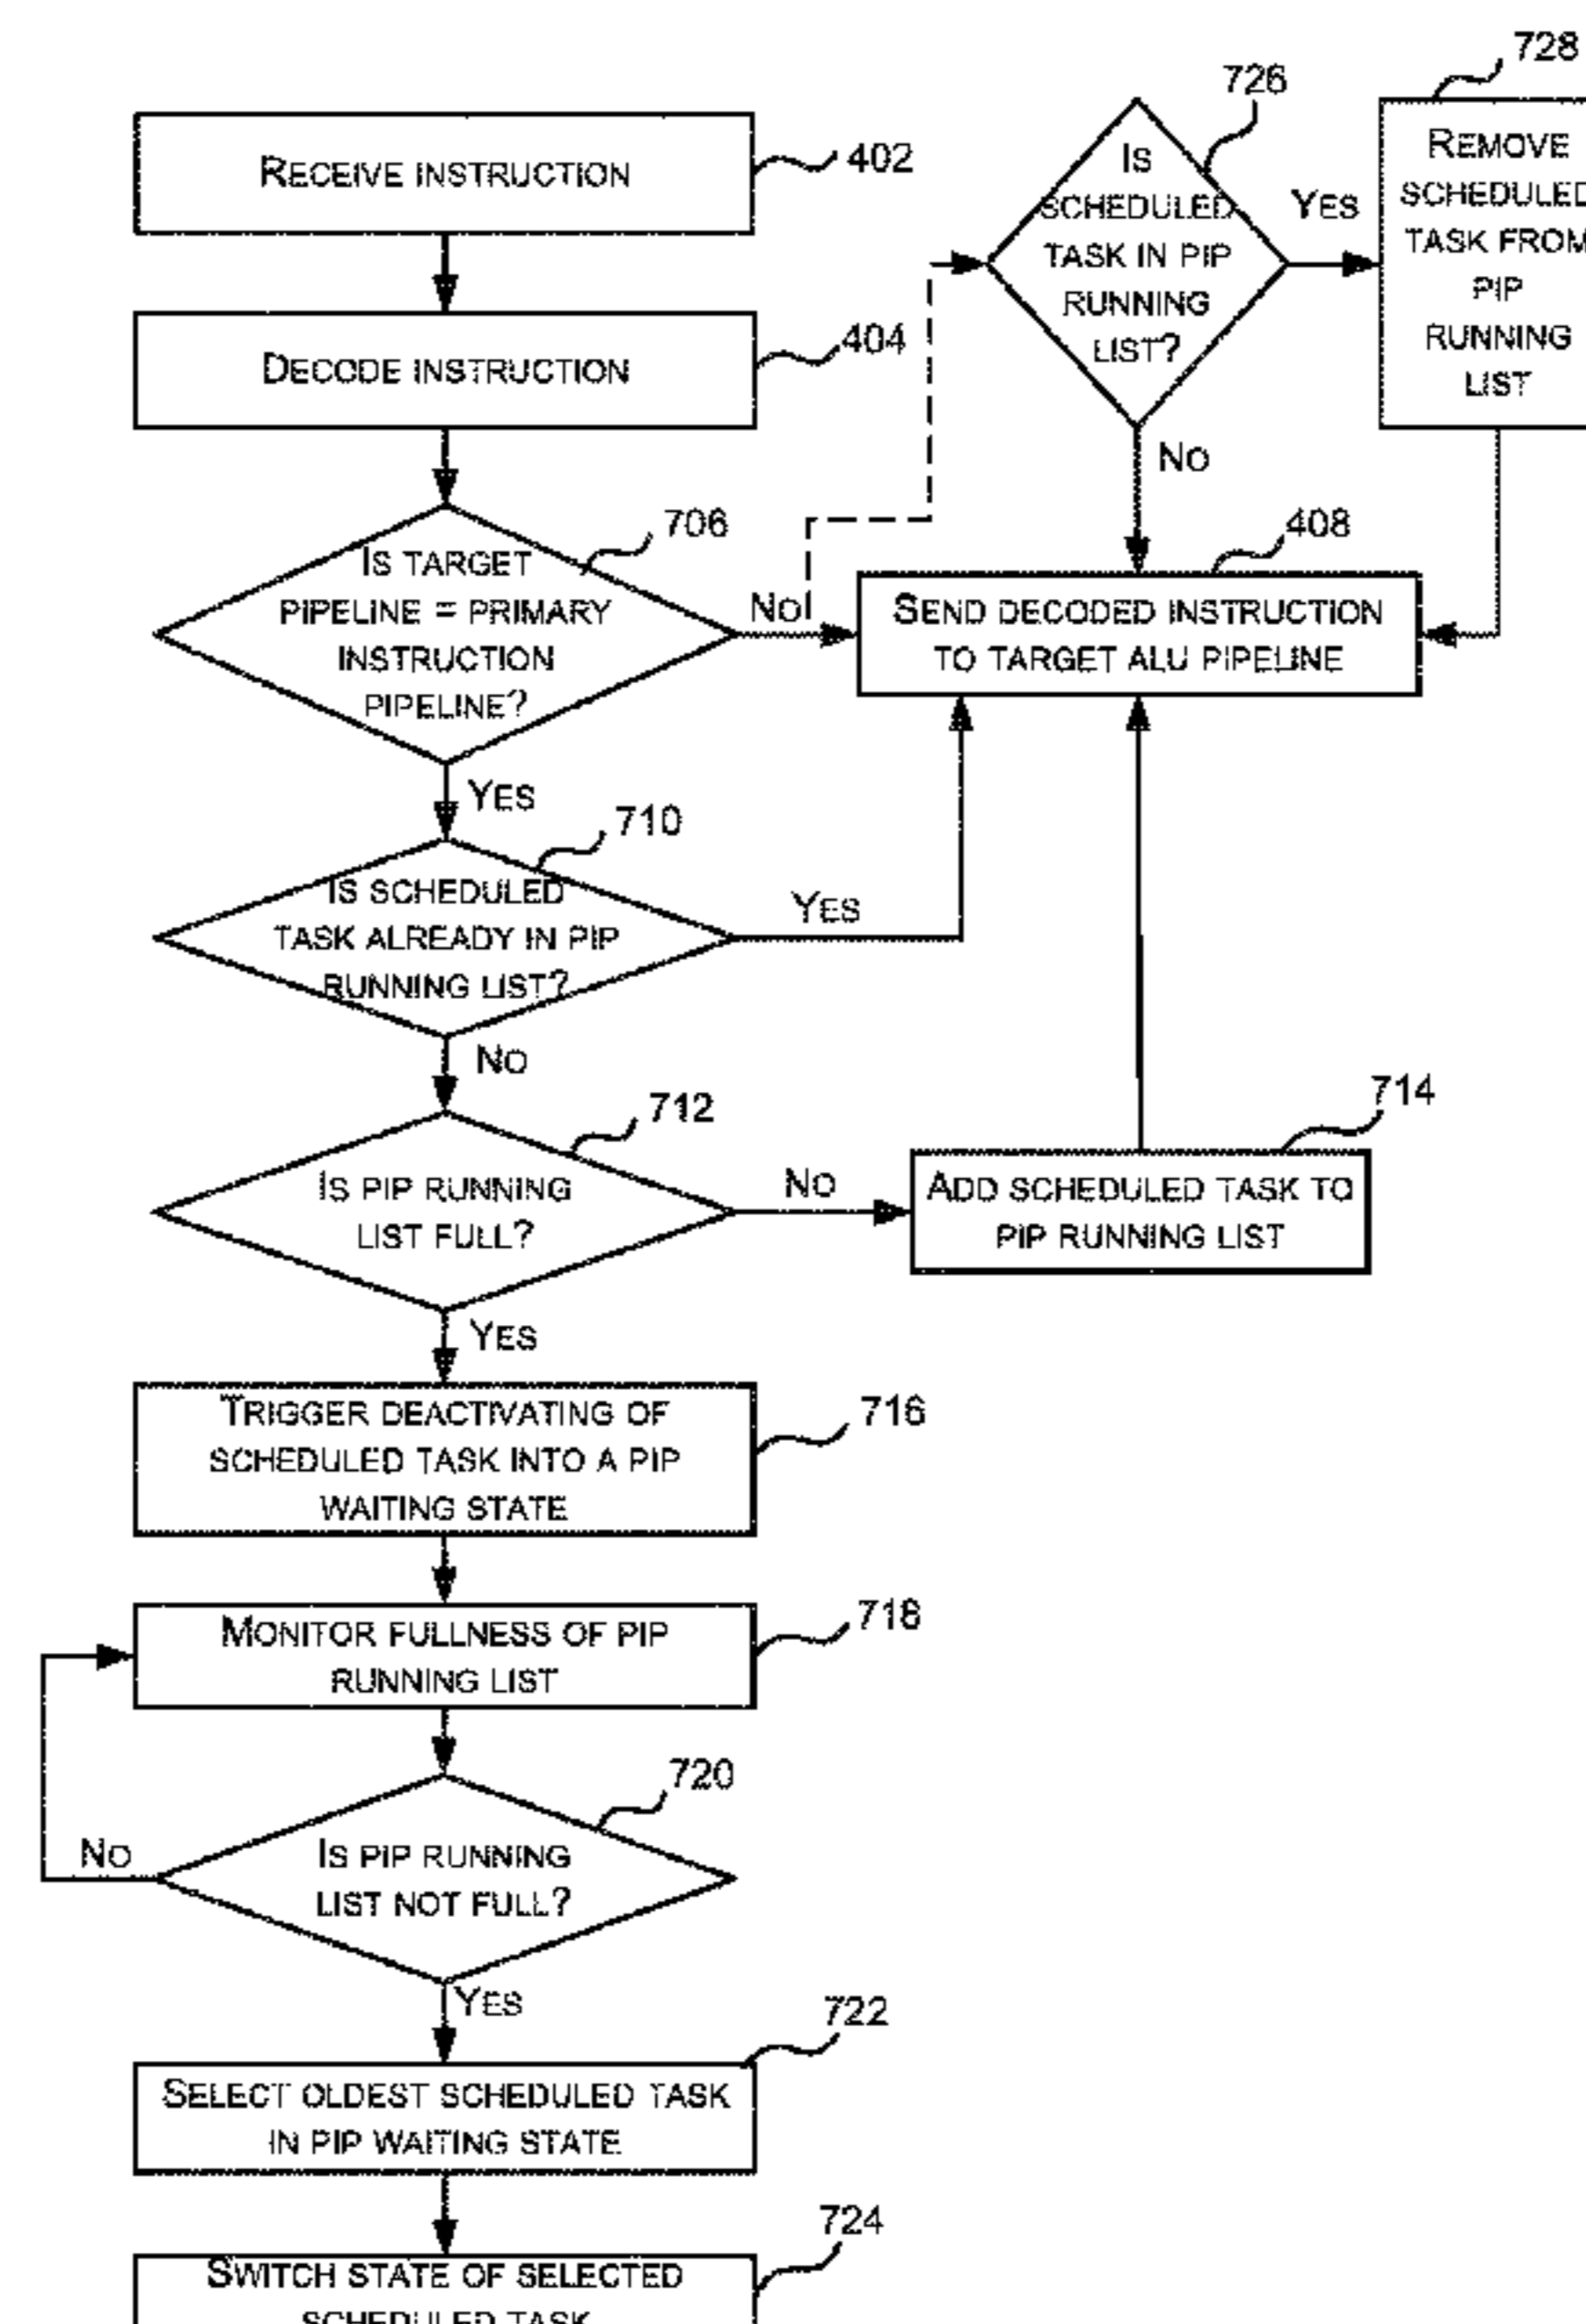 RECEIVE INSTRUCTION
402
DECODE INSTRUCTION
404
IS TARGET
PIPELINE = PRIMARY
INSTRUCTION
PIPELINE?
706
NO
YES
IS SCHEDULED
TASK ALREADY IN PIP
RUNNING LIST?
710
YES
NO
IS PIP RUNNING
LIST FULL?
712
NO
ADD SCHEDULED TASK TO
PIP RUNNING LIST
714
YES
TRIGGER DEACTIVATING OF
SCHEDULED TASK INTO A PIP
WAITING STATE
716
MONITOR FULLNESS OF PIP
RUNNING LIST
718
IS PIP RUNNING
LIST NOT FULL?
720
NO
YES
SELECT OLDEST SCHEDULED TASK
IN PIP WAITING STATE
722
SWITCH STATE OF SELECTED
SCHEDULED TASK
724
IS
SCHEDULED
TASK IN PIP
RUNNING
LIST?
726
YES
NO
REMOVE
SCHEDULED
TASK FROM
PIP
RUNNING
LIST
728
SEND DECODED INSTRUCTION
TO TARGET ALU PIPELINE
408